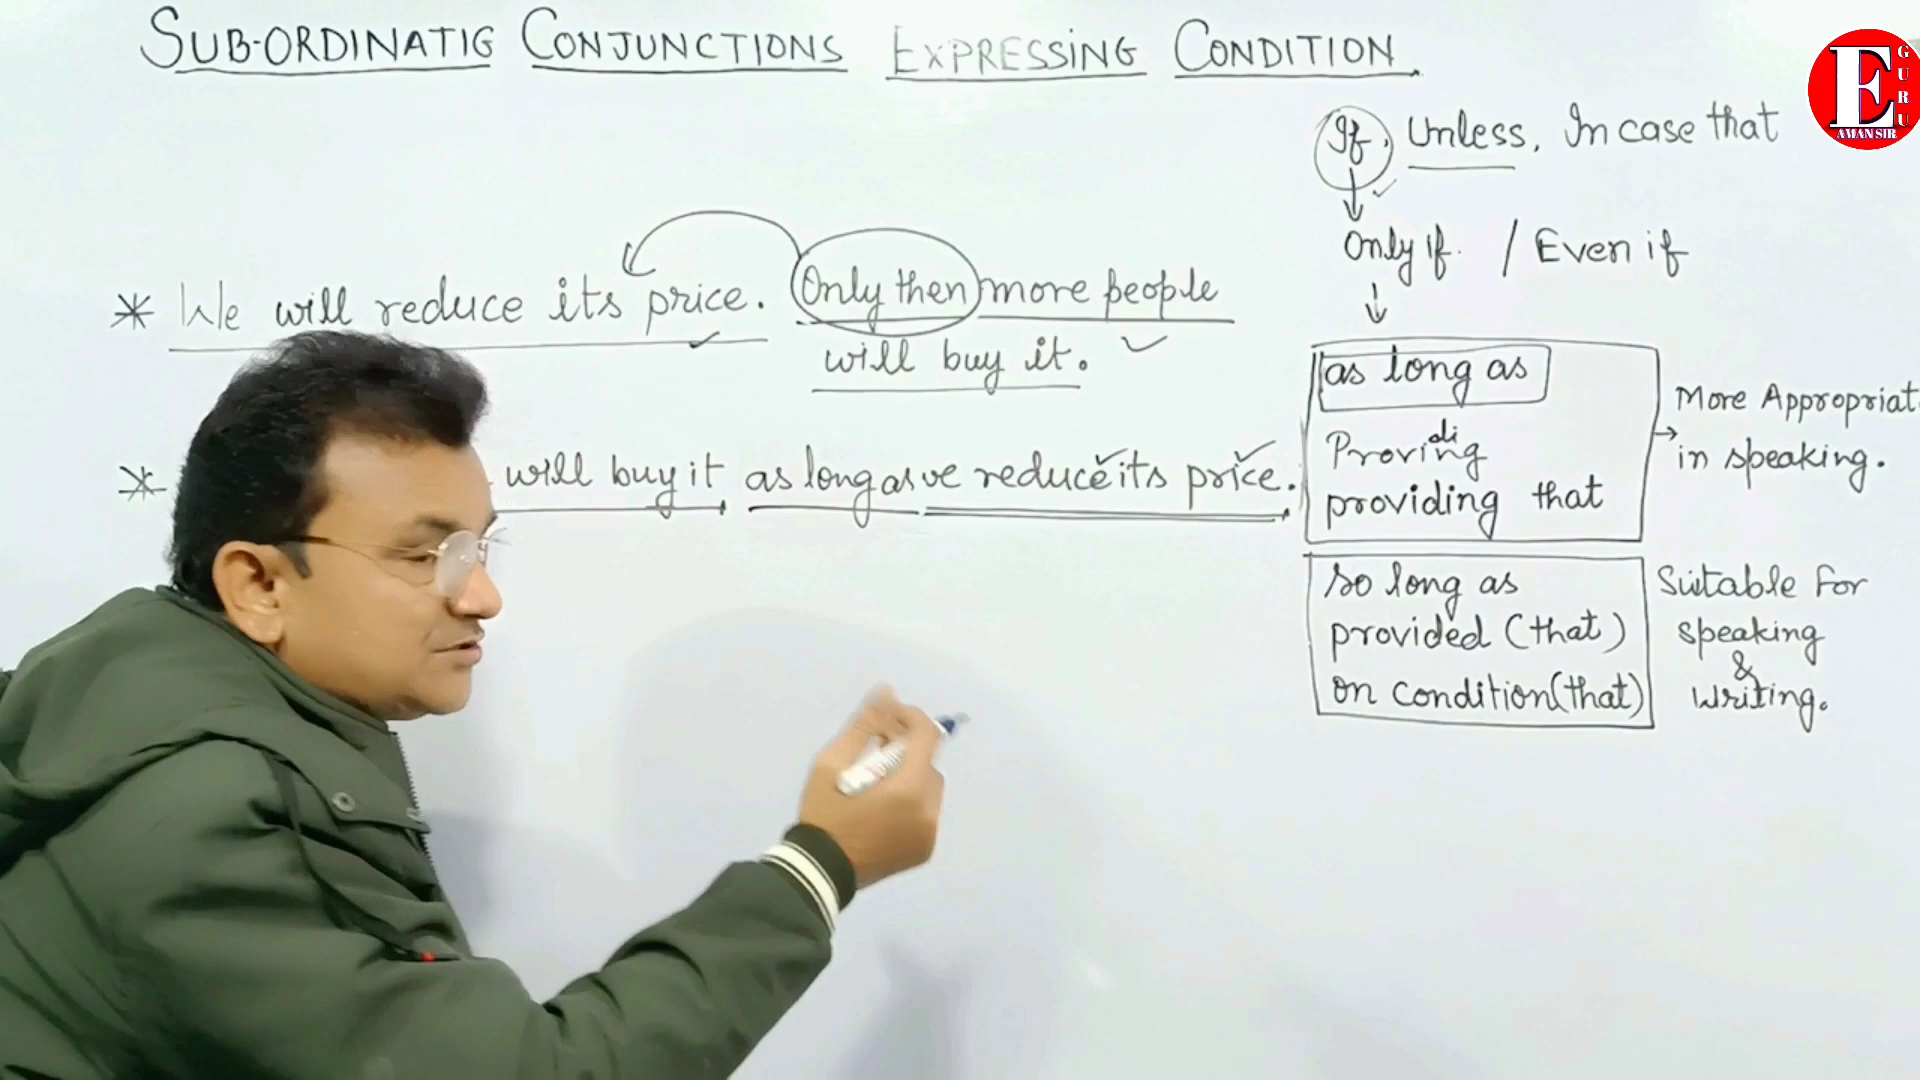 SUB-ORDINATIG CONJUNCTIONS EXPRESSING CONDITION
E GURU
AMAN SIR
If, Unless, In case that
Only if. / Even if
* We will reduce its price. Only then more people
will buy it.
* will buy it as long as we reduce its price.
as long as
Proviing
di
providing that
More Appropriat
in speaking.
so long as
provided (that)
on condition (that)
Suitable For
speaking
&
writing.